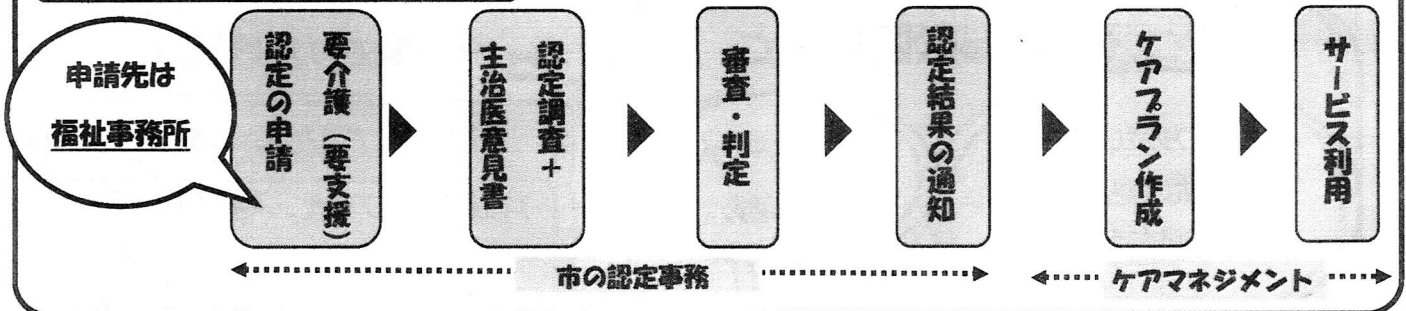 申請先は
福祉事務所
要介護（要支援）
認定の申請
認定調査＋
主治医意見書
審査・判定
認定結果の通知
ケアプラン作成
サービス利用
市の認定事務
ケアマネジメント